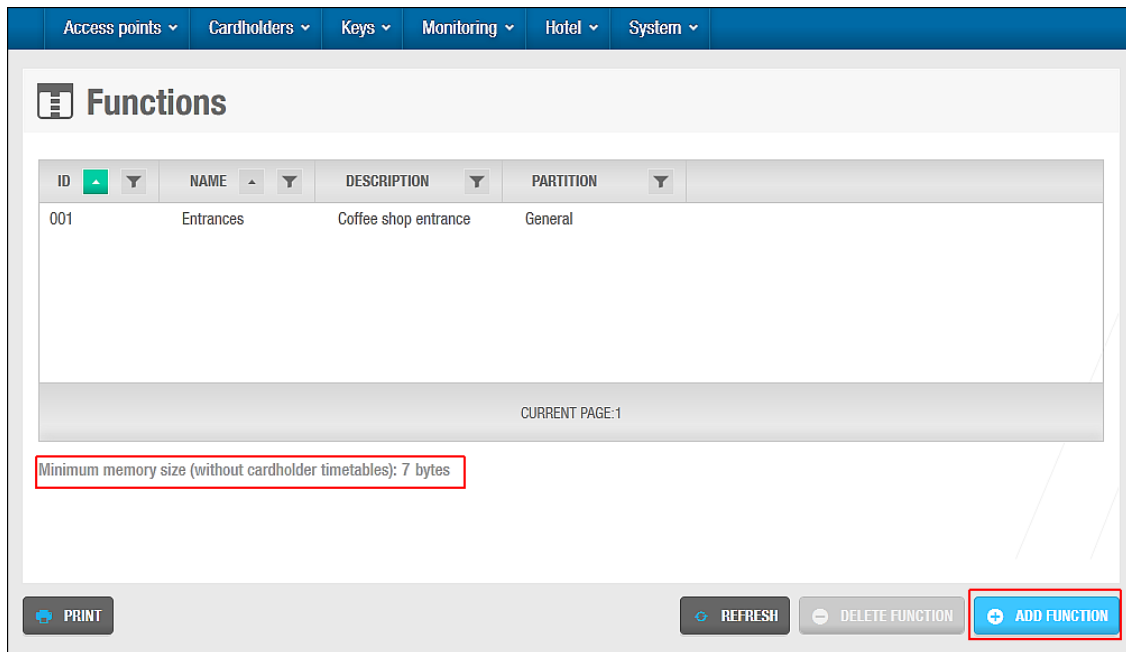 Access points Cardholders Keys Monitoring Hotel System
Functions
ID NAME DESCRIPTION PARTITION
001 Entrances Coffee shop entrance General
CURRENT PAGE:1
Minimum memory size (without cardholder timetables): 7 bytes
PRINT REFRESH DELETE FUNCTION ADD FUNCTION